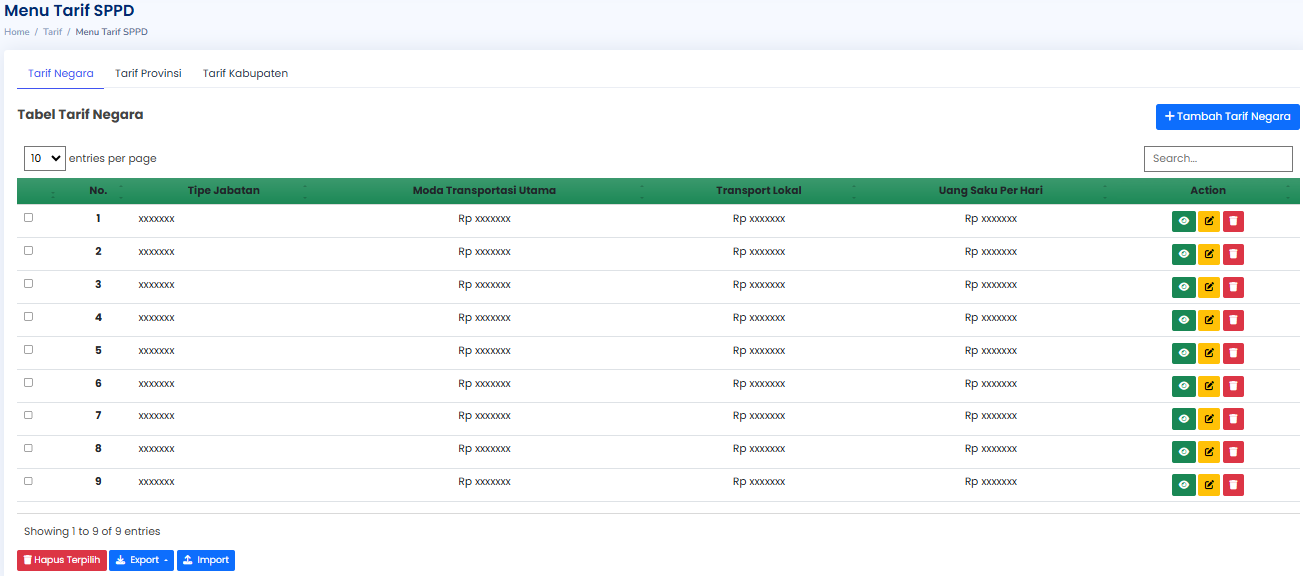 Menu Tarif SPPD
Home / Tarif / Menu Tarif SPPD
Tarif Negara Tarif Provinsi Tarif Kabupaten
Tabel Tarif Negara
Tambah Tarif Negara
10 entries per page
Search...
No. Tipe Jabatan Moda Transportasi Utama Transport Lokal Uang Saku Per Hari Action
1 xxxxxxx Rp xxxxxxx Rp xxxxxxx Rp xxxxxxx
2 xxxxxxx Rp xxxxxxx Rp xxxxxxx Rp xxxxxxx
3 xxxxxxx Rp xxxxxxx Rp xxxxxxx Rp xxxxxxx
4 xxxxxxx Rp xxxxxxx Rp xxxxxxx Rp xxxxxxx
5 xxxxxxx Rp xxxxxxx Rp xxxxxxx Rp xxxxxxx
6 xxxxxxx Rp xxxxxxx Rp xxxxxxx Rp xxxxxxx
7 xxxxxxx Rp xxxxxxx Rp xxxxxxx Rp xxxxxxx
8 xxxxxxx Rp xxxxxxx Rp xxxxxxx Rp xxxxxxx
9 xxxxxxx Rp xxxxxxx Rp xxxxxxx Rp xxxxxxx
Showing 1 to 9 of 9 entries
Hapus Terpilih Export Import